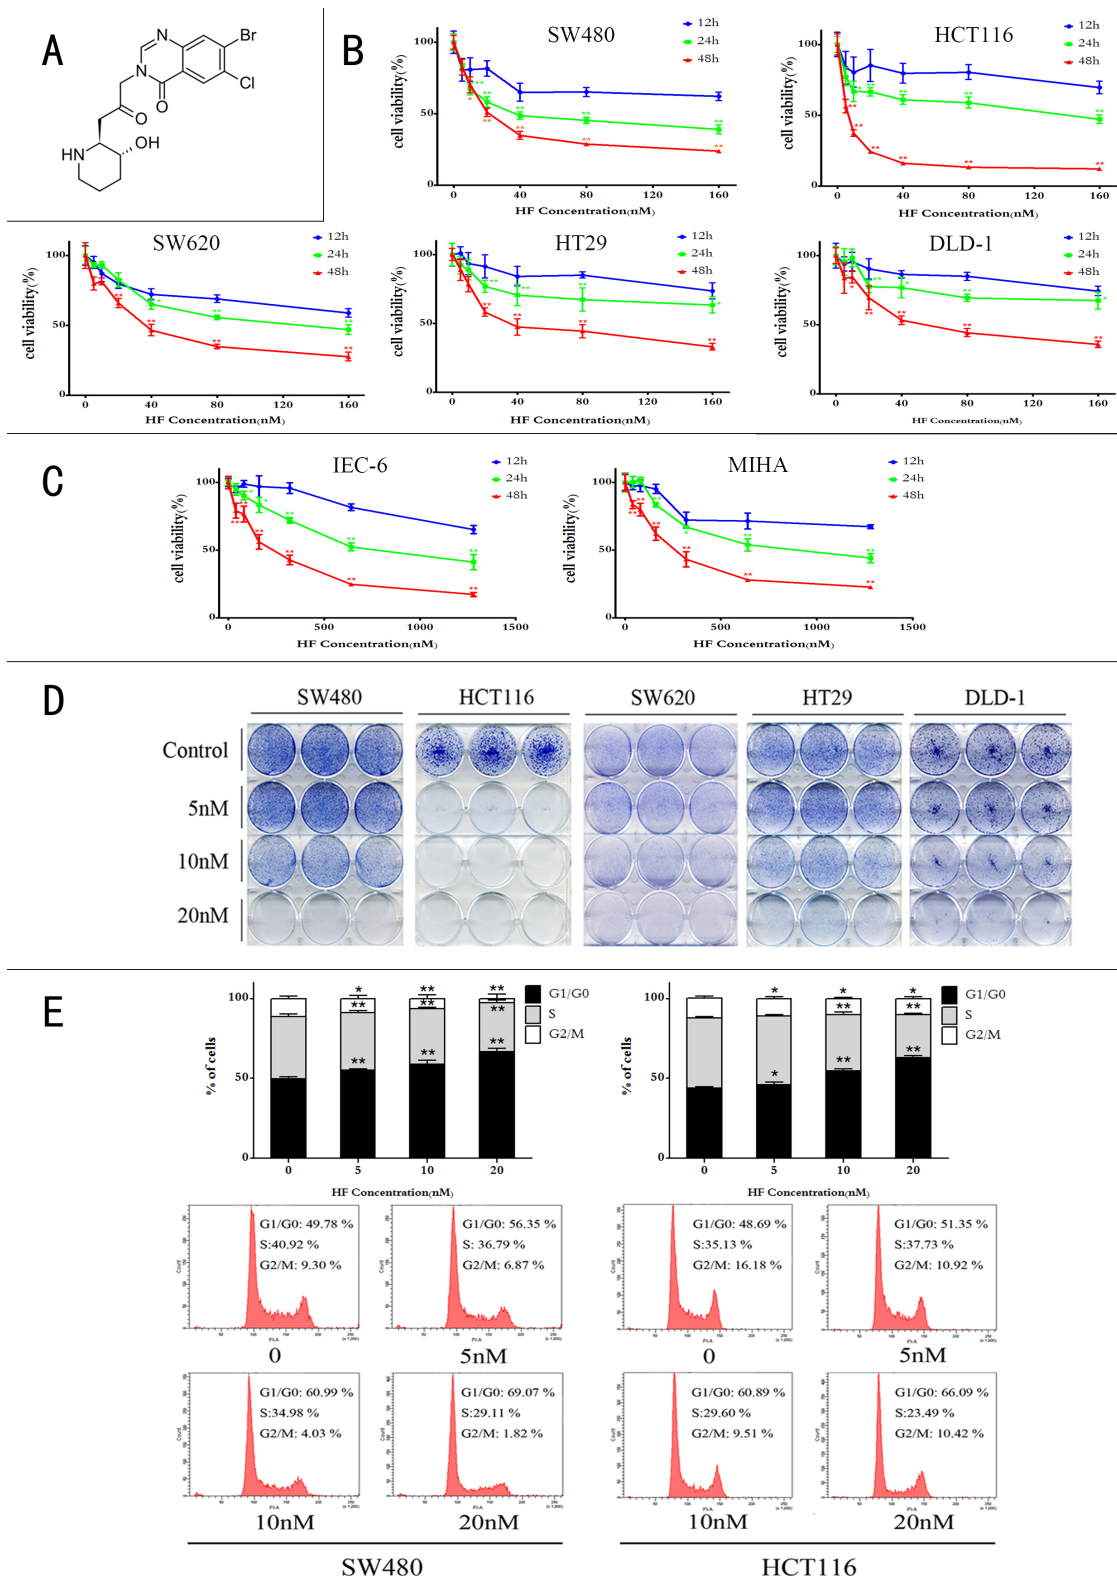 A
N
N
Br
Cl
O
O
HN
OH
B
SW480
12h
24h
48h
cell viability(%)
100
50
0
0 40 80 120 160
HF Concentration(nM)
HCT116
12h
24h
48h
cell viability(%)
100
50
0
0 40 80 120 160
HF Concentration(nM)
SW620
12h
24h
48h
cell viability(%)
100
50
0
0 40 80 120 160
HF Concentration(nM)
HT29
12h
24h
48h
cell viability(%)
100
50
0
0 40 80 120 160
HF Concentration(nM)
DLD-1
12h
24h
48h
cell viability(%)
100
50
0
0 40 80 120 160
HF Concentration(nM)
C
IEC-6
12h
24h
48h
cell viability(%)
100
50
0
0 500 1000 1500
HF Concentration(nM)
MIHA
12h
24h
48h
cell viability(%)
100
50
0
0 500 1000 1500
HF Concentration(nM)
D
SW480 HCT116 SW620 HT29 DLD-1
Control
5nM
10nM
20nM
E
% of cells
100
50
0
* ** **
** ** **
** ** **
G1/G0
S
G2/M
0 5 10 20
HF Concentration(nM)
% of cells
100
50
0
* * *
** **
* ** **
G1/G0
S
G2/M
0 5 10 20
HF Concentration(nM)
G1/G0: 49.78 %
S:40.92 %
G2/M: 9.30 %
0
G1/G0: 56.35 %
S: 36.79 %
G2/M: 6.87 %
5nM
G1/G0: 48.69 %
S:35.13 %
G2/M: 16.18 %
0
G1/G0: 51.35 %
S:37.73 %
G2/M: 10.92 %
5nM
G1/G0: 60.99 %
S:34.98 %
G2/M: 4.03 %
10nM
G1/G0: 69.07 %
S:29.11 %
G2/M: 1.82 %
20nM
G1/G0: 60.89 %
S:29.60 %
G2/M: 9.51 %
10nM
G1/G0: 66.09 %
S:23.49 %
G2/M: 10.42 %
20nM
SW480
HCT116